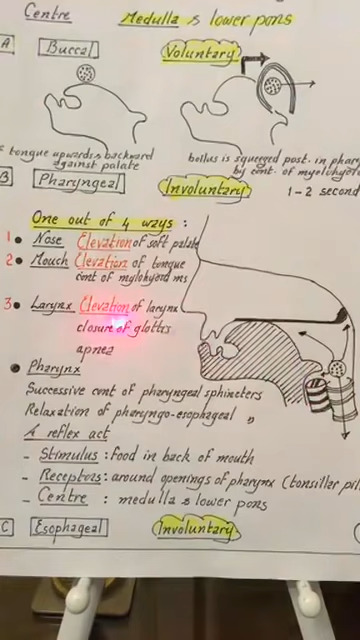 Centre Medulla & lower pons
A Buccal Voluntary
tongue upwards & backward
against palate
bollus is squeezed post. in phar
by cont. of mylohyoid
B Pharyngeal Involuntary 1-2 second
One out of 4 ways :
1 • Nose Elevation of soft palate
2 • Mouth Elevation of tongue
cont of mylohyoid ms
3 • Larynx Elevation of larynx
closure of glottis
apnea
• Pharynx
Successive cont of pharyngeal sphincters
Relaxation of pharyngo-esophageal "
A reflex act
- Stimulus : food in back of mouth
- Receptors : around openings of pharynx (tonsillar pil
- Centre : medulla & lower pons
C Esophageal Involuntary